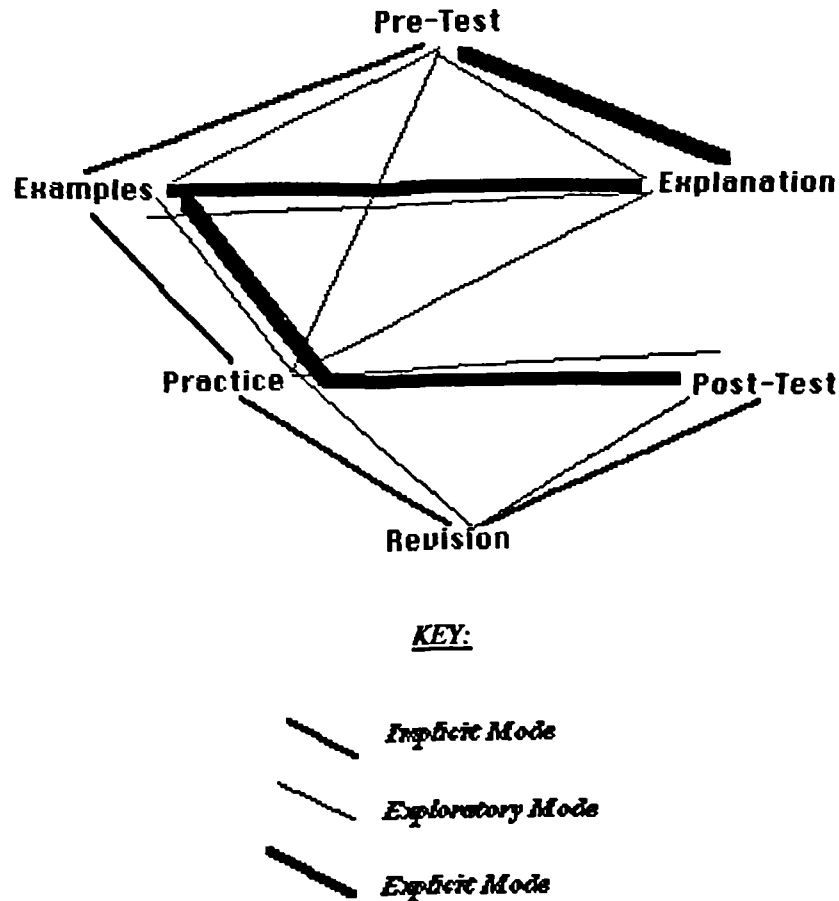 Pre-Test
Examples
Explanation
Practice
Post-Test
Revision
KEY:
Implicit Mode
Exploratory Mode
Explicit Mode